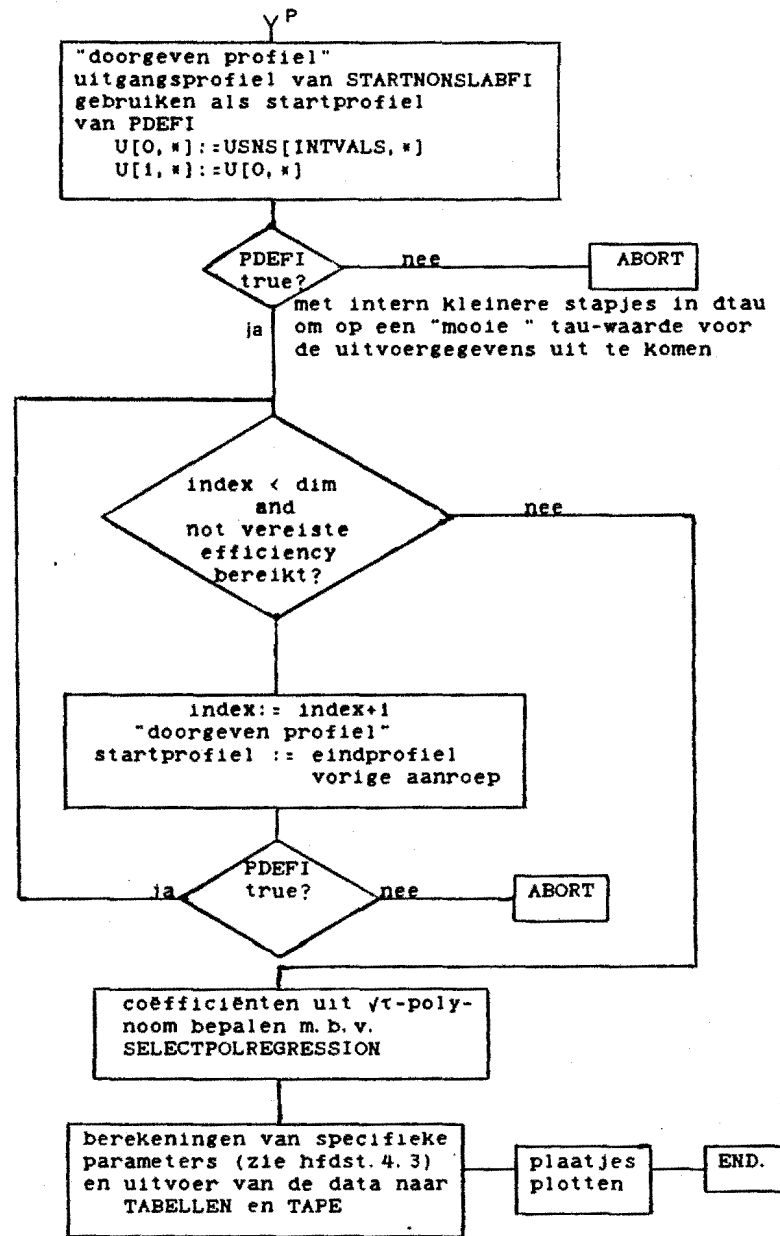 P
"doorgeven profiel"
uitgangsprofiel van STARTNONSLABFI
gebruiken als startprofiel
van PDEFI
U[0,*]:=USNS[INTVALS,*]
U[1,*]:=U[0,*]
PDEFI
true?
nee
ABORT
ja
met intern kleinere stapjes in dtau
om op een "mooie " tau-waarde voor
de uitvoergegevens uit te komen
index < dim
and
not vereiste
efficiency
bereikt?
nee
index:= index+1
"doorgeven profiel"
startprofiel := eindprofiel
vorige aanroep
PDEFI
true?
ja
nee
ABORT
coëfficiënten uit √τ-poly-
noom bepalen m.b.v.
SELECTPOLREGRESSION
berekeningen van specifieke
parameters (zie hfdst.4.3)
en uitvoer van de data naar
TABELLEN en TAPE
plaatjes
plotten
END.